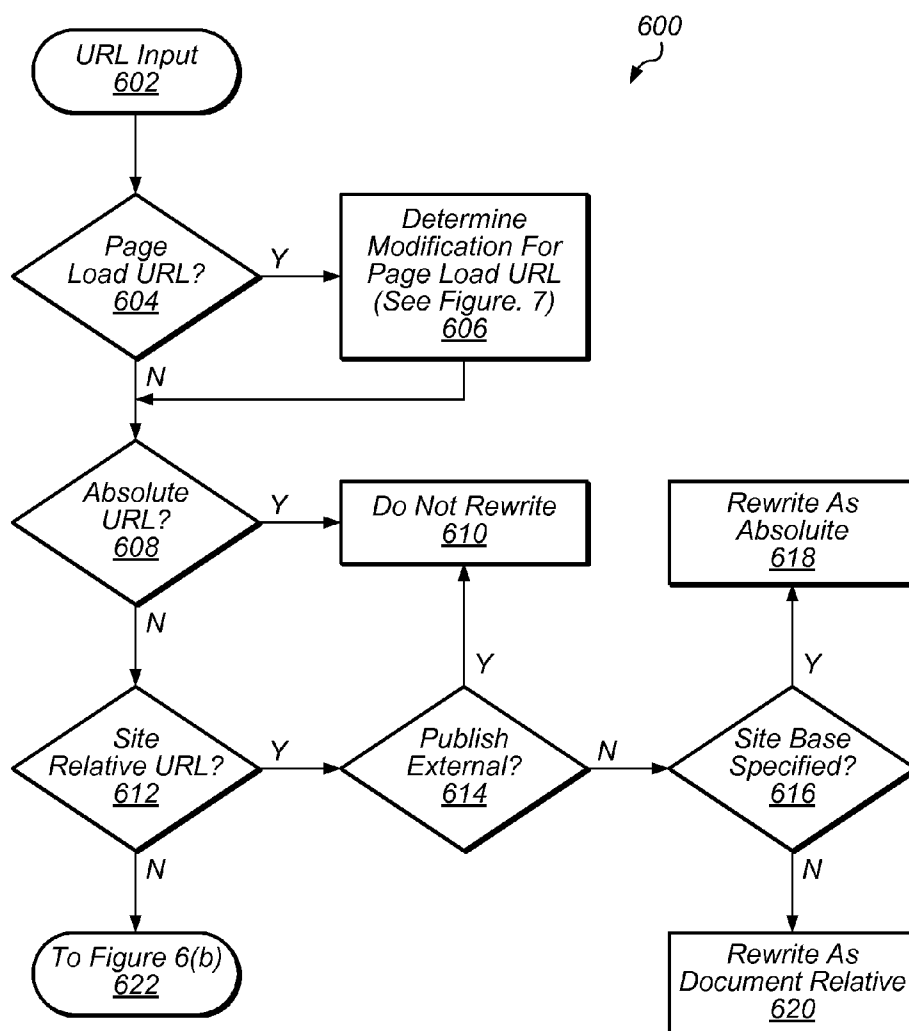 600
URL Input
602
Page
Load URL?
604
Y
Determine
Modification For
Page Load URL
(See Figure. 7)
606
N
Absolute
URL?
608
Y
Do Not Rewrite
610
Rewrite As
Absoluite
618
N
Y
Y
Site
Relative URL?
612
Y
Publish
External?
614
N
Site Base
Specified?
616
N
N
To Figure 6(b)
622
Rewrite As
Document Relative
620